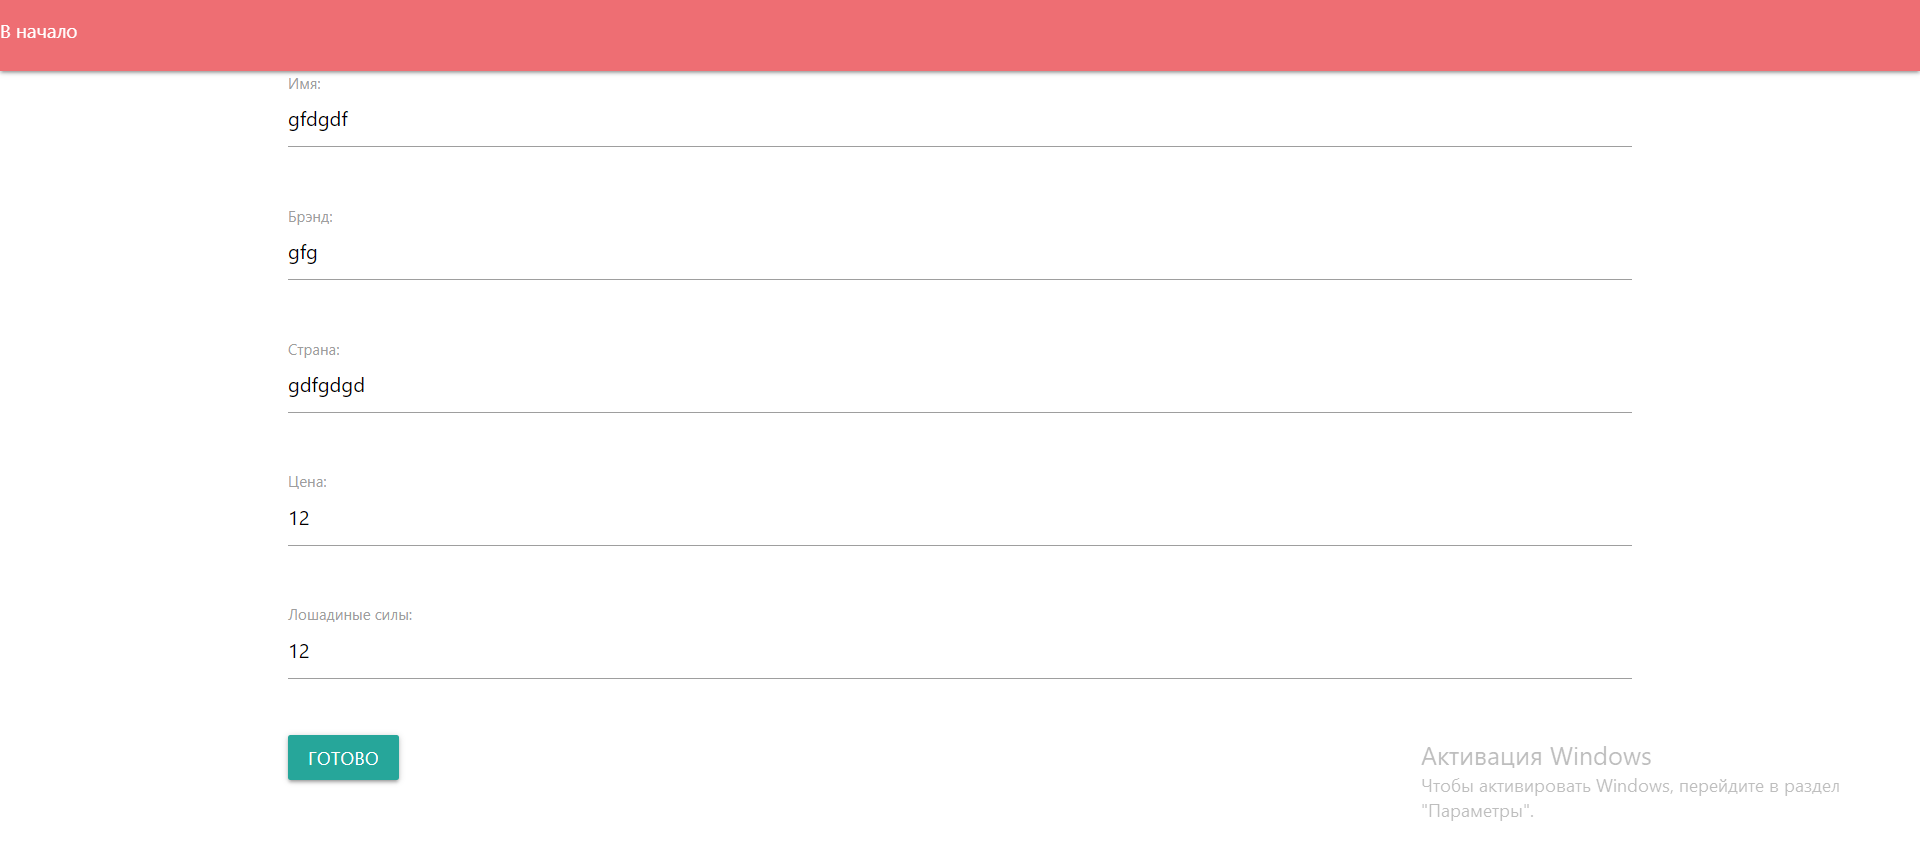 В начало
Имя:
gfdgdf
Брэнд:
gfg
Страна:
gdfgdgd
Цена:
12
Лошадиные силы:
12
ГОТОВО
Активация Windows
Чтобы активировать Windows, перейдите в раздел
"Параметры".